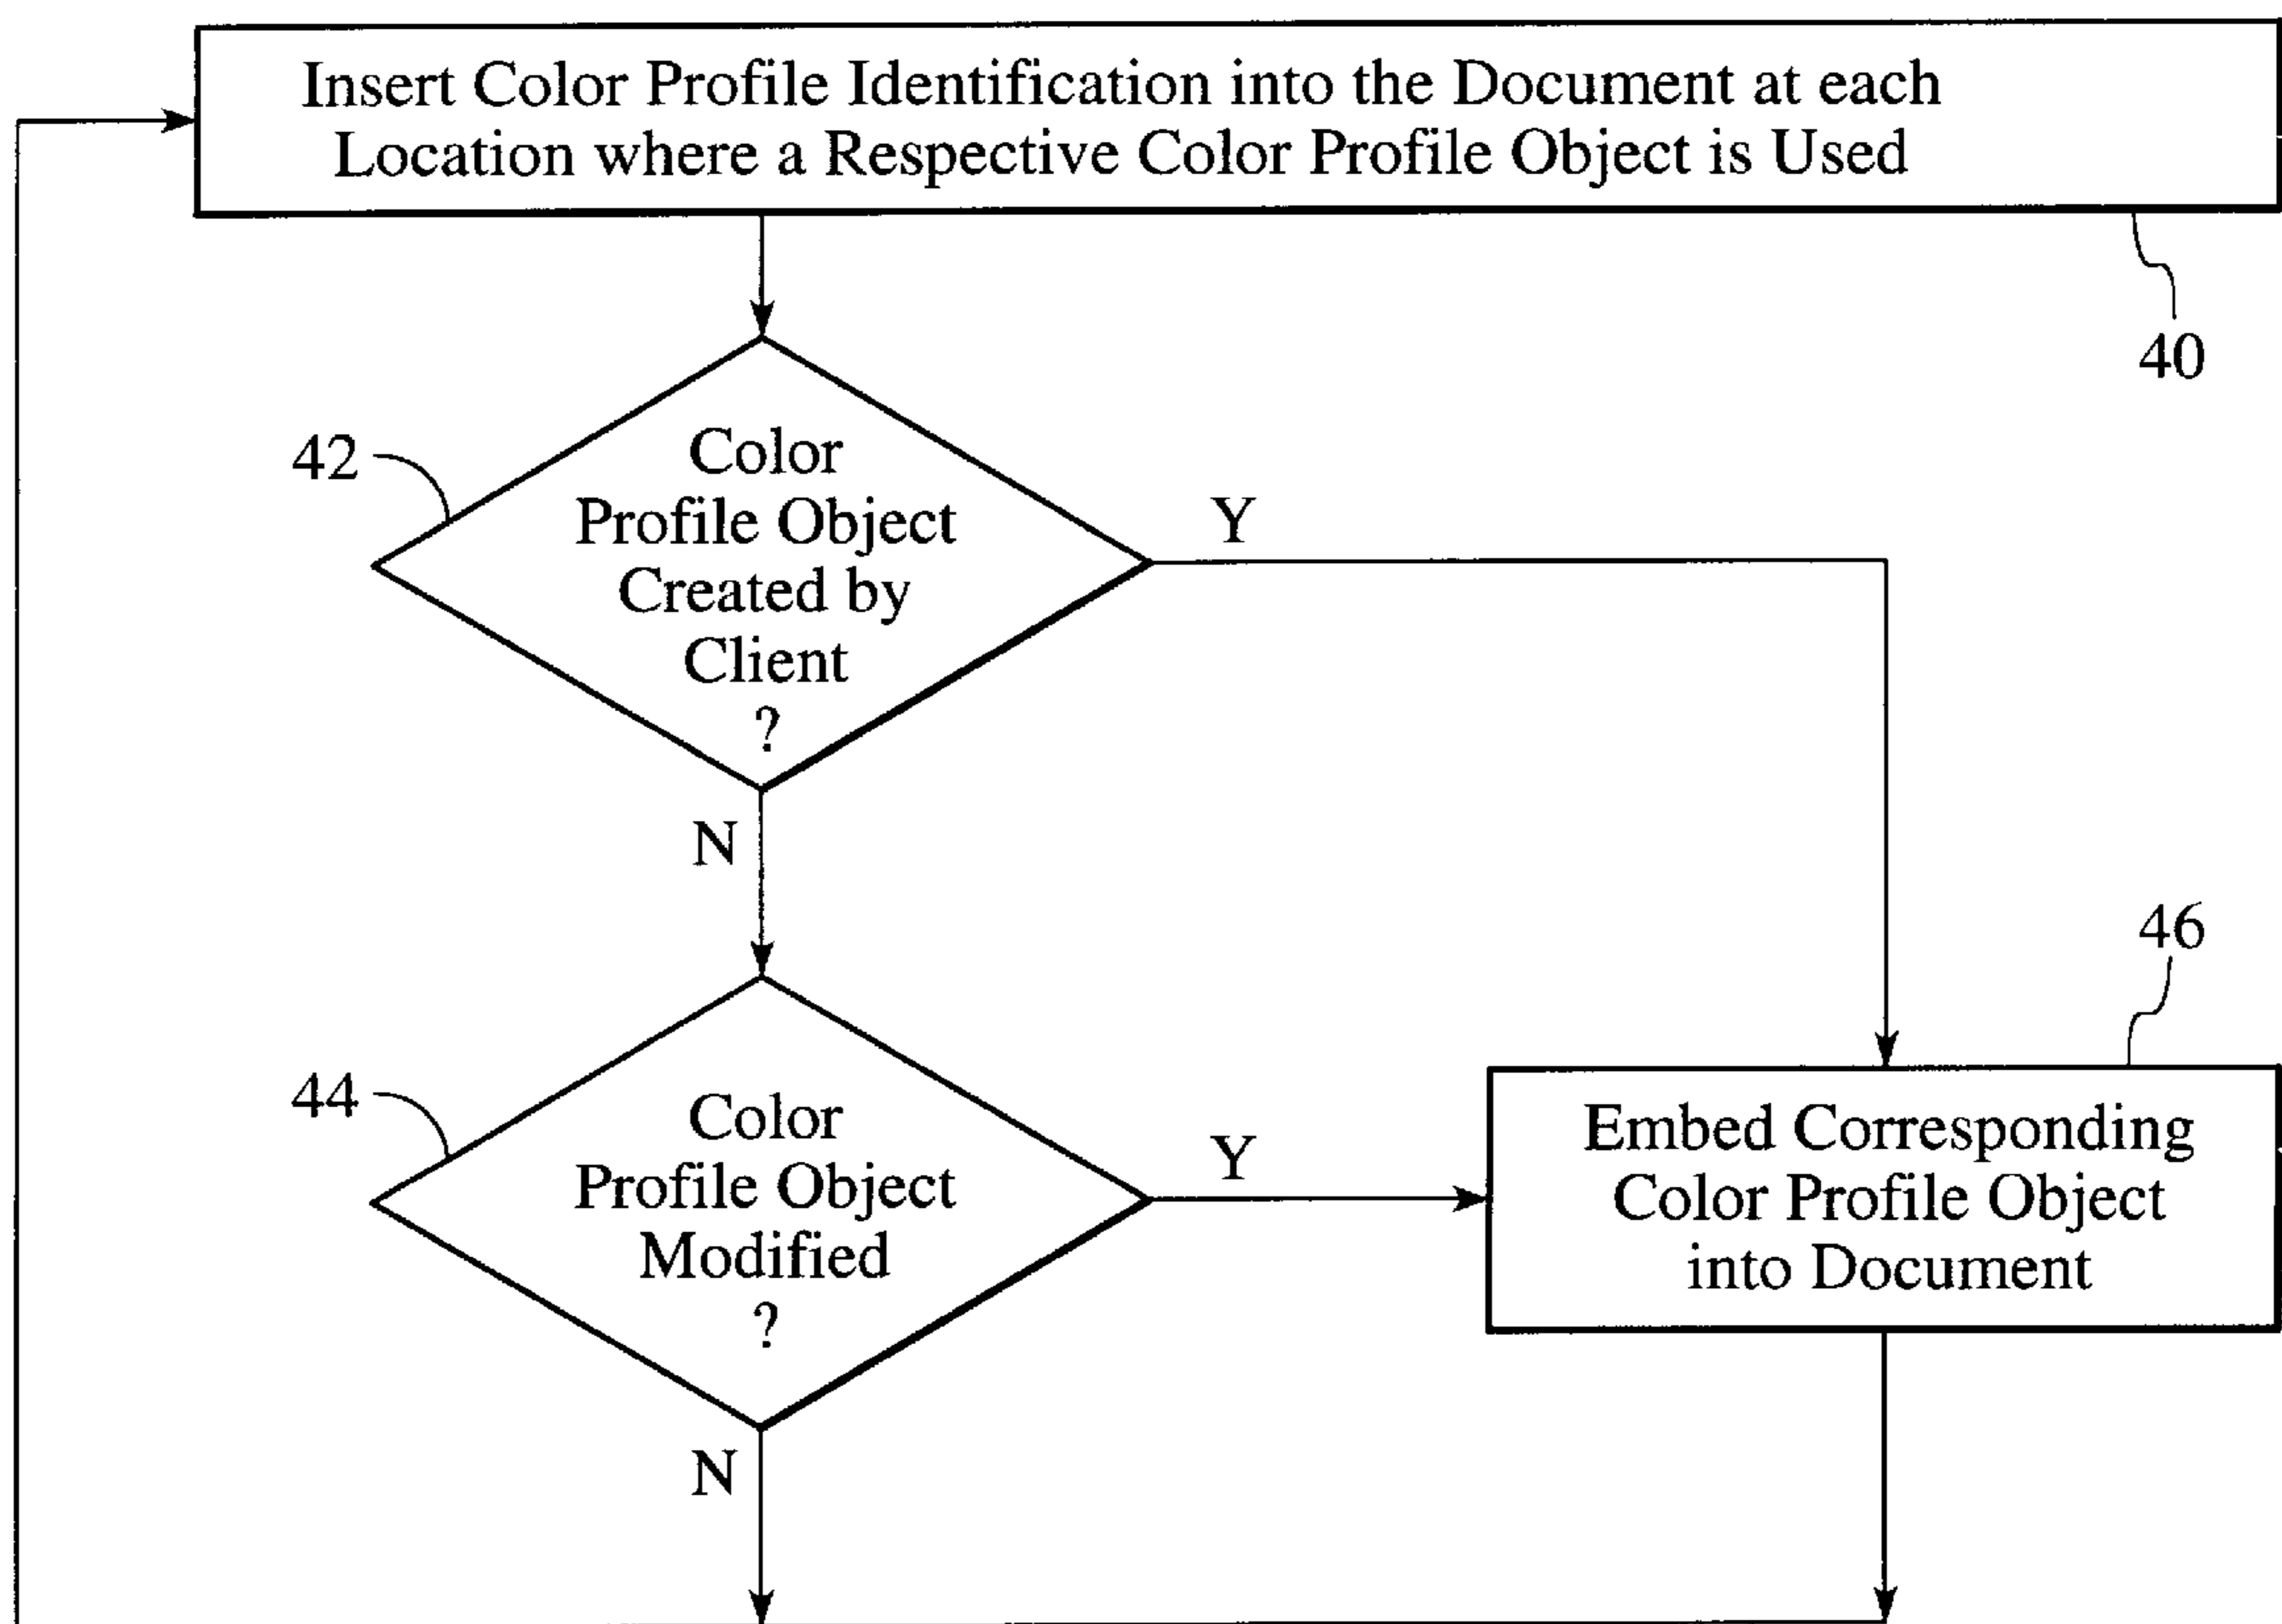 Insert Color Profile Identification into the Document at each
Location where a Respective Color Profile Object is Used
40
42
Color
Profile Object
Created by
Client
?
Y
N
46
44
Color
Profile Object
Modified
?
Y
Embed Corresponding
Color Profile Object
into Document
N